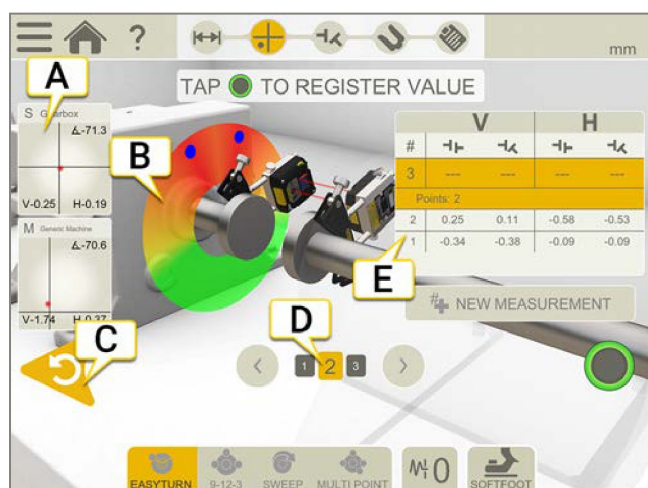 ?
mm
TAP TO REGISTER VALUE
A
S Gearbox
-71.3
V-0.25 H-0.19
M Generic Machine
-70.6
V-1.74 H-0.37
B
C
V H
#
3 --- --- --- ---
Points: 2
2 0.25 0.11 -0.58 -0.53
1 -0.34 -0.38 -0.09 -0.09
E
# NEW MEASUREMENT
D
1 2 3
EASYTURN 9-12-3 SWEEP MULTI POINT 0 SOFTFOOT